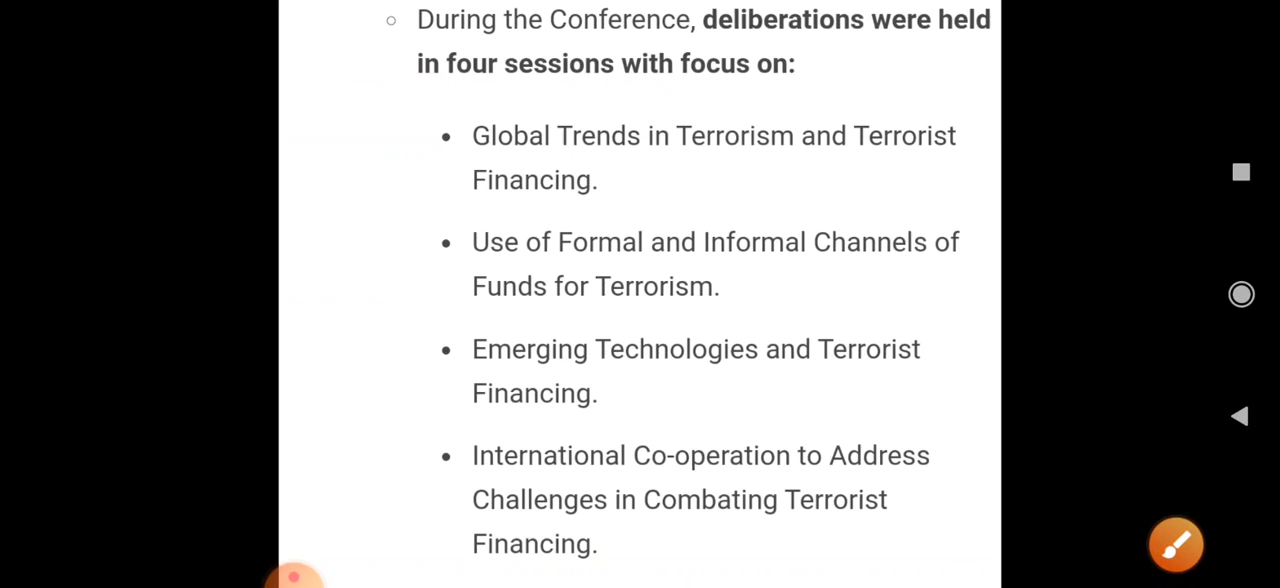 During the Conference, deliberations were held
in four sessions with focus on:
Global Trends in Terrorism and Terrorist
Financing.
Use of Formal and Informal Channels of
Funds for Terrorism.
Emerging Technologies and Terrorist
Financing.
International Co-operation to Address
Challenges in Combating Terrorist
Financing.